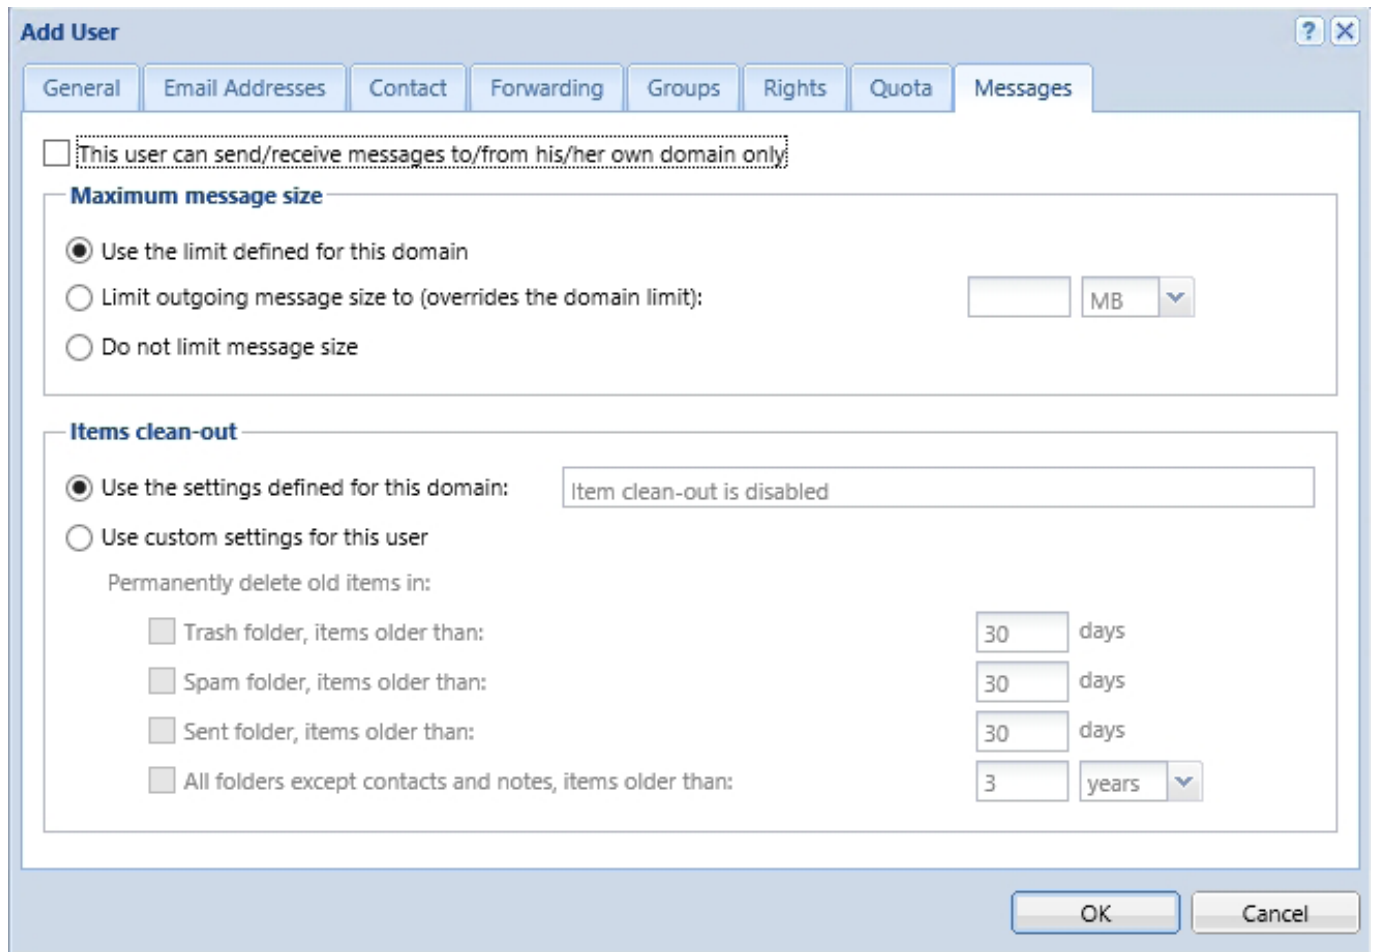 Add User
?
General Email Addresses Contact Forwarding Groups Rights Quota Messages
This user can send/receive messages to/from his/her own domain only
Maximum message size
Use the limit defined for this domain
Limit outgoing message size to (overrides the domain limit): MB
Do not limit message size
Items clean-out
Use the settings defined for this domain: Item clean-out is disabled
Use custom settings for this user
Permanently delete old items in:
Trash folder, items older than: 30 days
Spam folder, items older than: 30 days
Sent folder, items older than: 30 days
All folders except contacts and notes, items older than: 3 years
OK Cancel